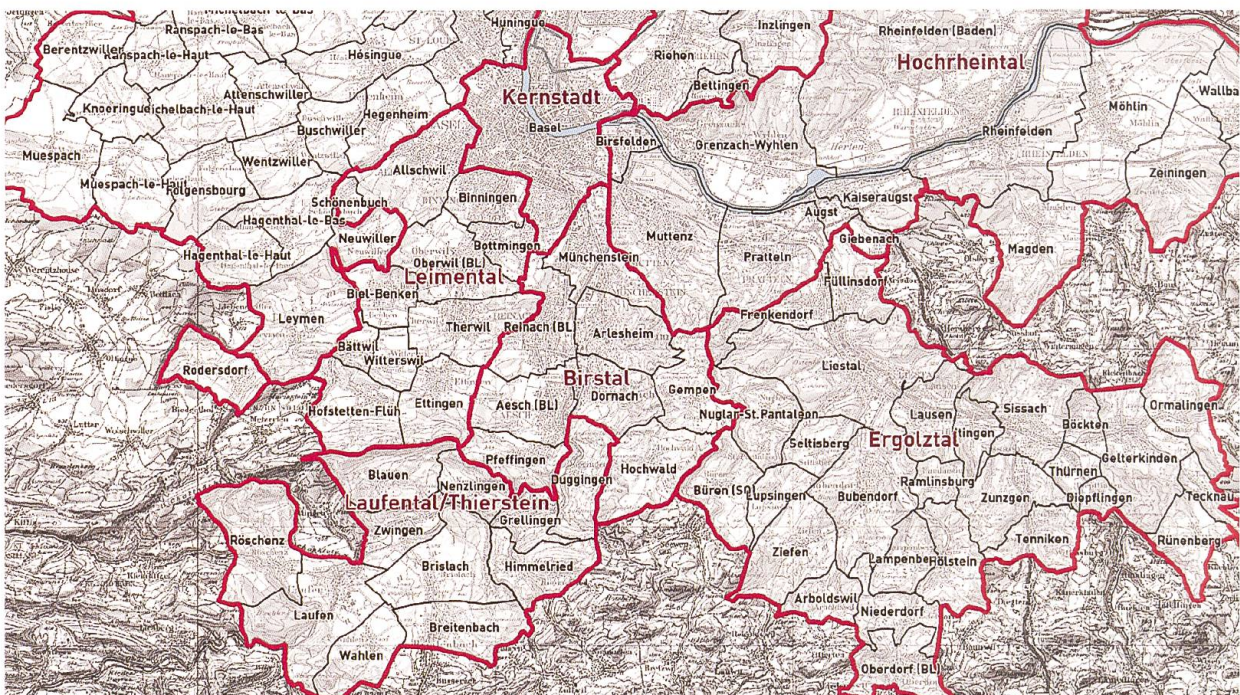 Ranspach-le-Bas
Huningue
Inzlingen
Berentzwiller
Ranspach-le-Haut
Hésingue
Riehen
Rheinfelden (Baden)
Hochrheintal
Bettingen
Attenschwiller
Kernstadt
Wallba
Knoeringue
Michelbach-le-Haut
Hegenheim
Möhlin
Buschwiller
Basel
Birsfelden
Rheinfelden
Grenzach-Wyhlen
Muespach
Wentzwiller
Allschwil
Zeiningen
Muespach-le-Haut
Folgensbourg
Schönenbuch
Binningen
Kaiseraugst
Augst
Hagenthal-le-Bas
Neuwiller
Muttenz
Giebenach
Bottmingen
Magden
Hagenthal-le-Haut
Oberwil (BL)
Münchenstein
Pratteln
Leimental
Füllinsdorf
Biel-Benken
Leymen
Frenkendorf
Therwil
Reinach (BL)
Arlesheim
Bättwil
Witterswil
Rodersdorf
Liestal
Birstal
Gempen
Dornach
Hofstetten-Flüh
Ettingen
Aesch (BL)
Nuglar-St.Pantaleon
Lausen
Sissach
Ormalingen
Böckten
Seltisberg
Ergolztal
Itingen
Pfeffingen
Gelterkinden
Hochwald
Thürnen
Blauen
Duggingen
Ramlinsburg
Nenzlingen
Büren (SO)
Lupsingen
Bubendorf
Zunzgen
Diepflingen
Tecknau
Laufental/Thierstein
Grellingen
Zwingen
Röschenz
Tenniken
Rünenberg
Ziefen
Brislach
Himmelried
Lampenberg
Hölstein
Arboldswil
Laufen
Niederdorf
Breitenbach
Wahlen
Oberdorf (BL)